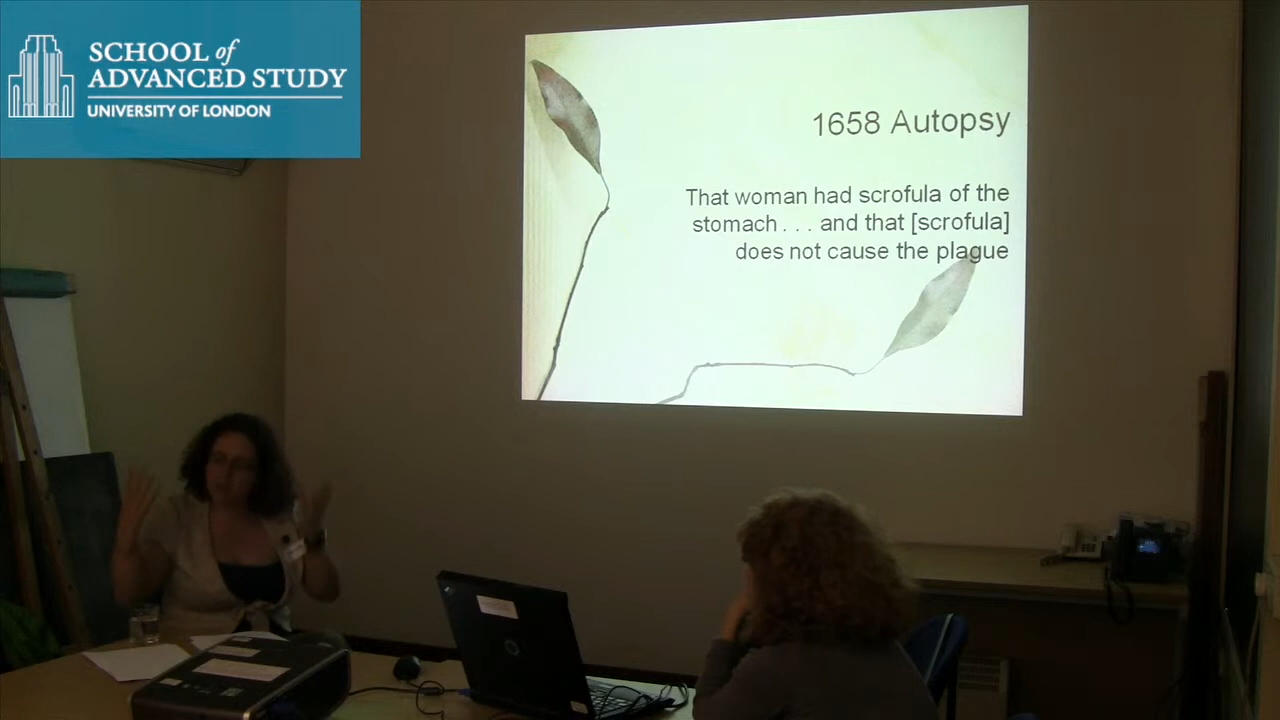 SCHOOL of
ADVANCED STUDY
UNIVERSITY OF LONDON
1658 Autopsy
That woman had scrofula of the
stomach . . . and that [scrofula]
does not cause the plague